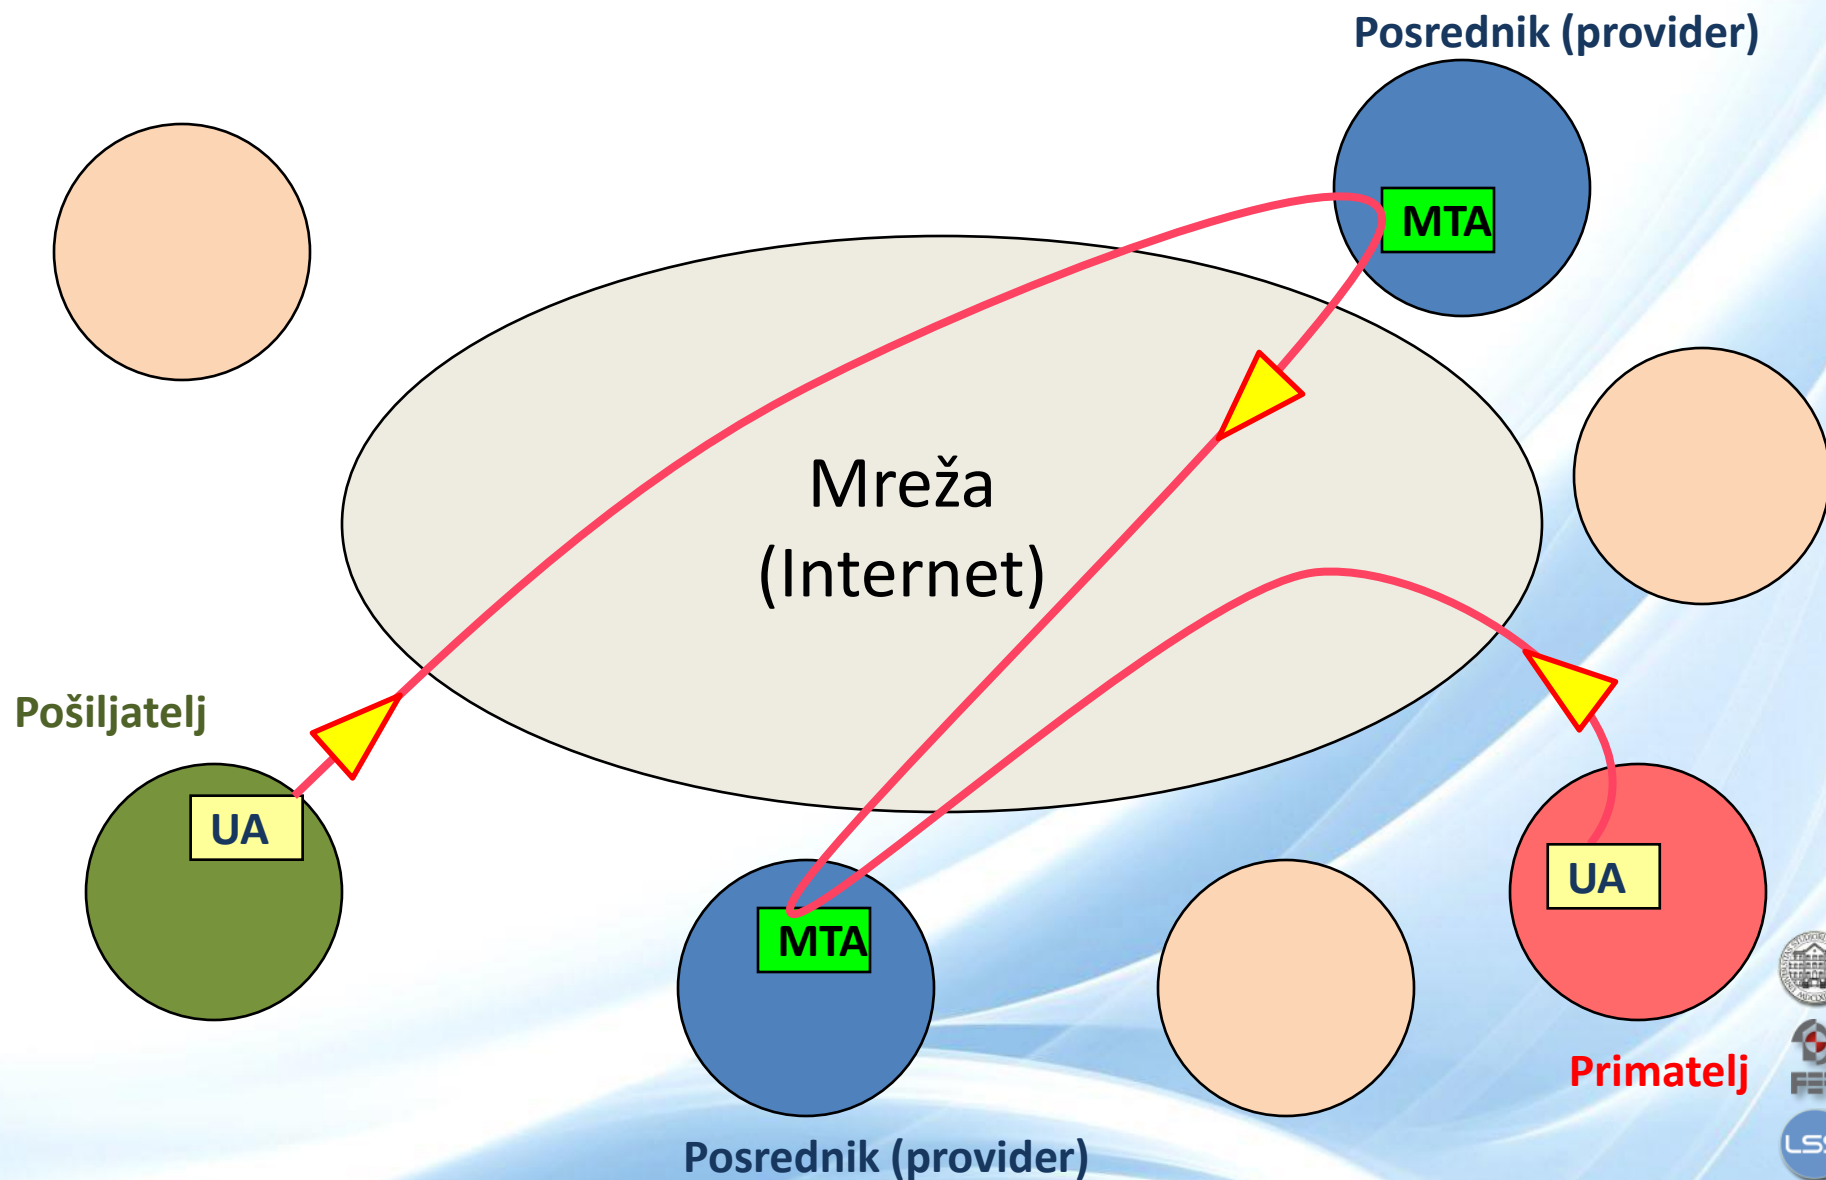 Posrednik (provider)
MTA
Mreža
(Internet)
Pošiljatelj
UA
MTA
UA
Primatelj
Posrednik (provider)